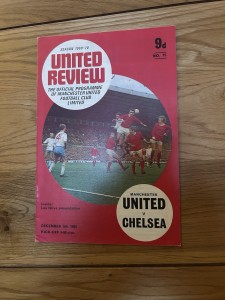 SEASON 1969-70
UNITED
REVIEW
THE OFFICIAL PROGRAMME
OF MANCHESTER UNITED
FOOTBALL CLUB
LIMITED
9d
MANCHESTER
UNITED
v
CHELSEA